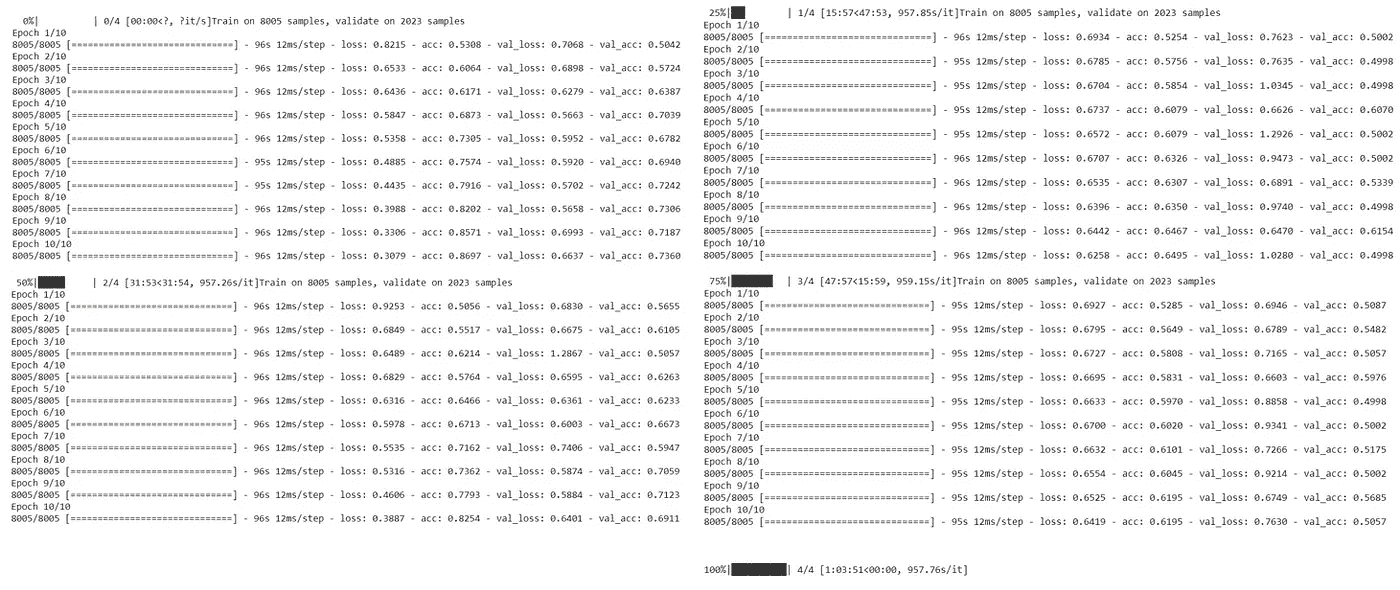 0%| | 0/4 [00:00<?, ?it/s]Train on 8005 samples, validate on 2023 samples
Epoch 1/10
8005/8005 [==============================] - 96s 12ms/step - loss: 0.8215 - acc: 0.5308 - val_loss: 0.7068 - val_acc: 0.5042
Epoch 2/10
8005/8005 [==============================] - 96s 12ms/step - loss: 0.6533 - acc: 0.6064 - val_loss: 0.6898 - val_acc: 0.5724
Epoch 3/10
8005/8005 [==============================] - 96s 12ms/step - loss: 0.6436 - acc: 0.6171 - val_loss: 0.6279 - val_acc: 0.6387
Epoch 4/10
8005/8005 [==============================] - 96s 12ms/step - loss: 0.5847 - acc: 0.6873 - val_loss: 0.5663 - val_acc: 0.7039
Epoch 5/10
8005/8005 [==============================] - 96s 12ms/step - loss: 0.5358 - acc: 0.7305 - val_loss: 0.5952 - val_acc: 0.6782
Epoch 6/10
8005/8005 [==============================] - 95s 12ms/step - loss: 0.4885 - acc: 0.7574 - val_loss: 0.5920 - val_acc: 0.6940
Epoch 7/10
8005/8005 [==============================] - 95s 12ms/step - loss: 0.4435 - acc: 0.7916 - val_loss: 0.5702 - val_acc: 0.7242
Epoch 8/10
8005/8005 [==============================] - 96s 12ms/step - loss: 0.3988 - acc: 0.8202 - val_loss: 0.5658 - val_acc: 0.7306
Epoch 9/10
8005/8005 [==============================] - 96s 12ms/step - loss: 0.3306 - acc: 0.8571 - val_loss: 0.6993 - val_acc: 0.7187
Epoch 10/10
8005/8005 [==============================] - 96s 12ms/step - loss: 0.3079 - acc: 0.8697 - val_loss: 0.6637 - val_acc: 0.7360
50%|█████ | 2/4 [31:53<31:54, 957.26s/it]Train on 8005 samples, validate on 2023 samples
Epoch 1/10
8005/8005 [==============================] - 96s 12ms/step - loss: 0.9253 - acc: 0.5056 - val_loss: 0.6830 - val_acc: 0.5655
Epoch 2/10
8005/8005 [==============================] - 96s 12ms/step - loss: 0.6849 - acc: 0.5517 - val_loss: 0.6675 - val_acc: 0.6105
Epoch 3/10
8005/8005 [==============================] - 96s 12ms/step - loss: 0.6489 - acc: 0.6214 - val_loss: 1.2867 - val_acc: 0.5057
Epoch 4/10
8005/8005 [==============================] - 96s 12ms/step - loss: 0.6829 - acc: 0.5764 - val_loss: 0.6595 - val_acc: 0.6263
Epoch 5/10
8005/8005 [==============================] - 96s 12ms/step - loss: 0.6316 - acc: 0.6466 - val_loss: 0.6361 - val_acc: 0.6233
Epoch 6/10
8005/8005 [==============================] - 96s 12ms/step - loss: 0.5978 - acc: 0.6713 - val_loss: 0.6003 - val_acc: 0.6673
Epoch 7/10
8005/8005 [==============================] - 96s 12ms/step - loss: 0.5535 - acc: 0.7162 - val_loss: 0.7406 - val_acc: 0.5947
Epoch 8/10
8005/8005 [==============================] - 96s 12ms/step - loss: 0.5316 - acc: 0.7362 - val_loss: 0.5874 - val_acc: 0.7059
Epoch 9/10
8005/8005 [==============================] - 96s 12ms/step - loss: 0.4606 - acc: 0.7793 - val_loss: 0.5884 - val_acc: 0.7123
Epoch 10/10
8005/8005 [==============================] - 96s 12ms/step - loss: 0.3887 - acc: 0.8254 - val_loss: 0.6401 - val_acc: 0.6911
25%|██▌ | 1/4 [15:57<47:53, 957.85s/it]Train on 8005 samples, validate on 2023 samples
Epoch 1/10
8005/8005 [==============================] - 96s 12ms/step - loss: 0.6934 - acc: 0.5254 - val_loss: 0.7623 - val_acc: 0.5002
Epoch 2/10
8005/8005 [==============================] - 96s 12ms/step - loss: 0.6785 - acc: 0.5756 - val_loss: 0.7635 - val_acc: 0.4998
Epoch 3/10
8005/8005 [==============================] - 96s 12ms/step - loss: 0.6704 - acc: 0.5854 - val_loss: 1.0345 - val_acc: 0.4998
Epoch 4/10
8005/8005 [==============================] - 96s 12ms/step - loss: 0.6737 - acc: 0.6079 - val_loss: 0.6626 - val_acc: 0.6070
Epoch 5/10
8005/8005 [==============================] - 96s 12ms/step - loss: 0.6572 - acc: 0.6079 - val_loss: 1.2926 - val_acc: 0.5002
Epoch 6/10
8005/8005 [==============================] - 96s 12ms/step - loss: 0.6707 - acc: 0.6326 - val_loss: 0.9473 - val_acc: 0.5002
Epoch 7/10
8005/8005 [==============================] - 96s 12ms/step - loss: 0.6535 - acc: 0.6307 - val_loss: 0.6891 - val_acc: 0.5339
Epoch 8/10
8005/8005 [==============================] - 96s 12ms/step - loss: 0.6396 - acc: 0.6350 - val_loss: 0.9740 - val_acc: 0.4998
Epoch 9/10
8005/8005 [==============================] - 96s 12ms/step - loss: 0.6442 - acc: 0.6467 - val_loss: 0.6470 - val_acc: 0.6154
Epoch 10/10
8005/8005 [==============================] - 96s 12ms/step - loss: 0.6258 - acc: 0.6495 - val_loss: 1.0280 - val_acc: 0.4998
75%|███████▌ | 3/4 [47:57<15:59, 959.15s/it]Train on 8005 samples, validate on 2023 samples
Epoch 1/10
8005/8005 [==============================] - 95s 12ms/step - loss: 0.6927 - acc: 0.5285 - val_loss: 0.6946 - val_acc: 0.5087
Epoch 2/10
8005/8005 [==============================] - 95s 12ms/step - loss: 0.6795 - acc: 0.5649 - val_loss: 0.6789 - val_acc: 0.5482
Epoch 3/10
8005/8005 [==============================] - 95s 12ms/step - loss: 0.6727 - acc: 0.5808 - val_loss: 0.7165 - val_acc: 0.5057
Epoch 4/10
8005/8005 [==============================] - 95s 12ms/step - loss: 0.6695 - acc: 0.5831 - val_loss: 0.6603 - val_acc: 0.5976
Epoch 5/10
8005/8005 [==============================] - 95s 12ms/step - loss: 0.6633 - acc: 0.5970 - val_loss: 0.8858 - val_acc: 0.4998
Epoch 6/10
8005/8005 [==============================] - 95s 12ms/step - loss: 0.6700 - acc: 0.6020 - val_loss: 0.9341 - val_acc: 0.5002
Epoch 7/10
8005/8005 [==============================] - 95s 12ms/step - loss: 0.6632 - acc: 0.6101 - val_loss: 0.7266 - val_acc: 0.5175
Epoch 8/10
8005/8005 [==============================] - 95s 12ms/step - loss: 0.6554 - acc: 0.6045 - val_loss: 0.9214 - val_acc: 0.5002
Epoch 9/10
8005/8005 [==============================] - 95s 12ms/step - loss: 0.6525 - acc: 0.6195 - val_loss: 0.6749 - val_acc: 0.5685
Epoch 10/10
8005/8005 [==============================] - 95s 12ms/step - loss: 0.6419 - acc: 0.6195 - val_loss: 0.7630 - val_acc: 0.5057
100%|██████████| 4/4 [1:03:51<00:00, 957.76s/it]